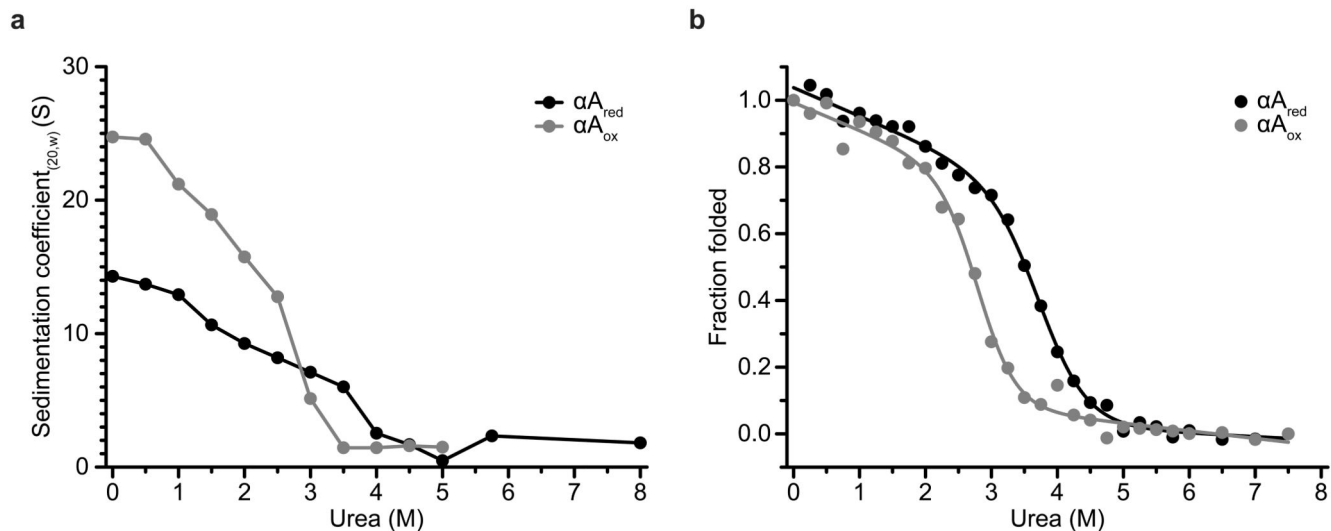 a
30
20
10
0
Sedimentation coefficient(20,w) (S)
αAred
αAox
0 1 2 3 4 5 6 7 8
Urea (M)
b
1.0
0.8
0.6
0.4
0.2
0.0
Fraction folded
αAred
αAox
0 1 2 3 4 5 6 7 8
Urea (M)